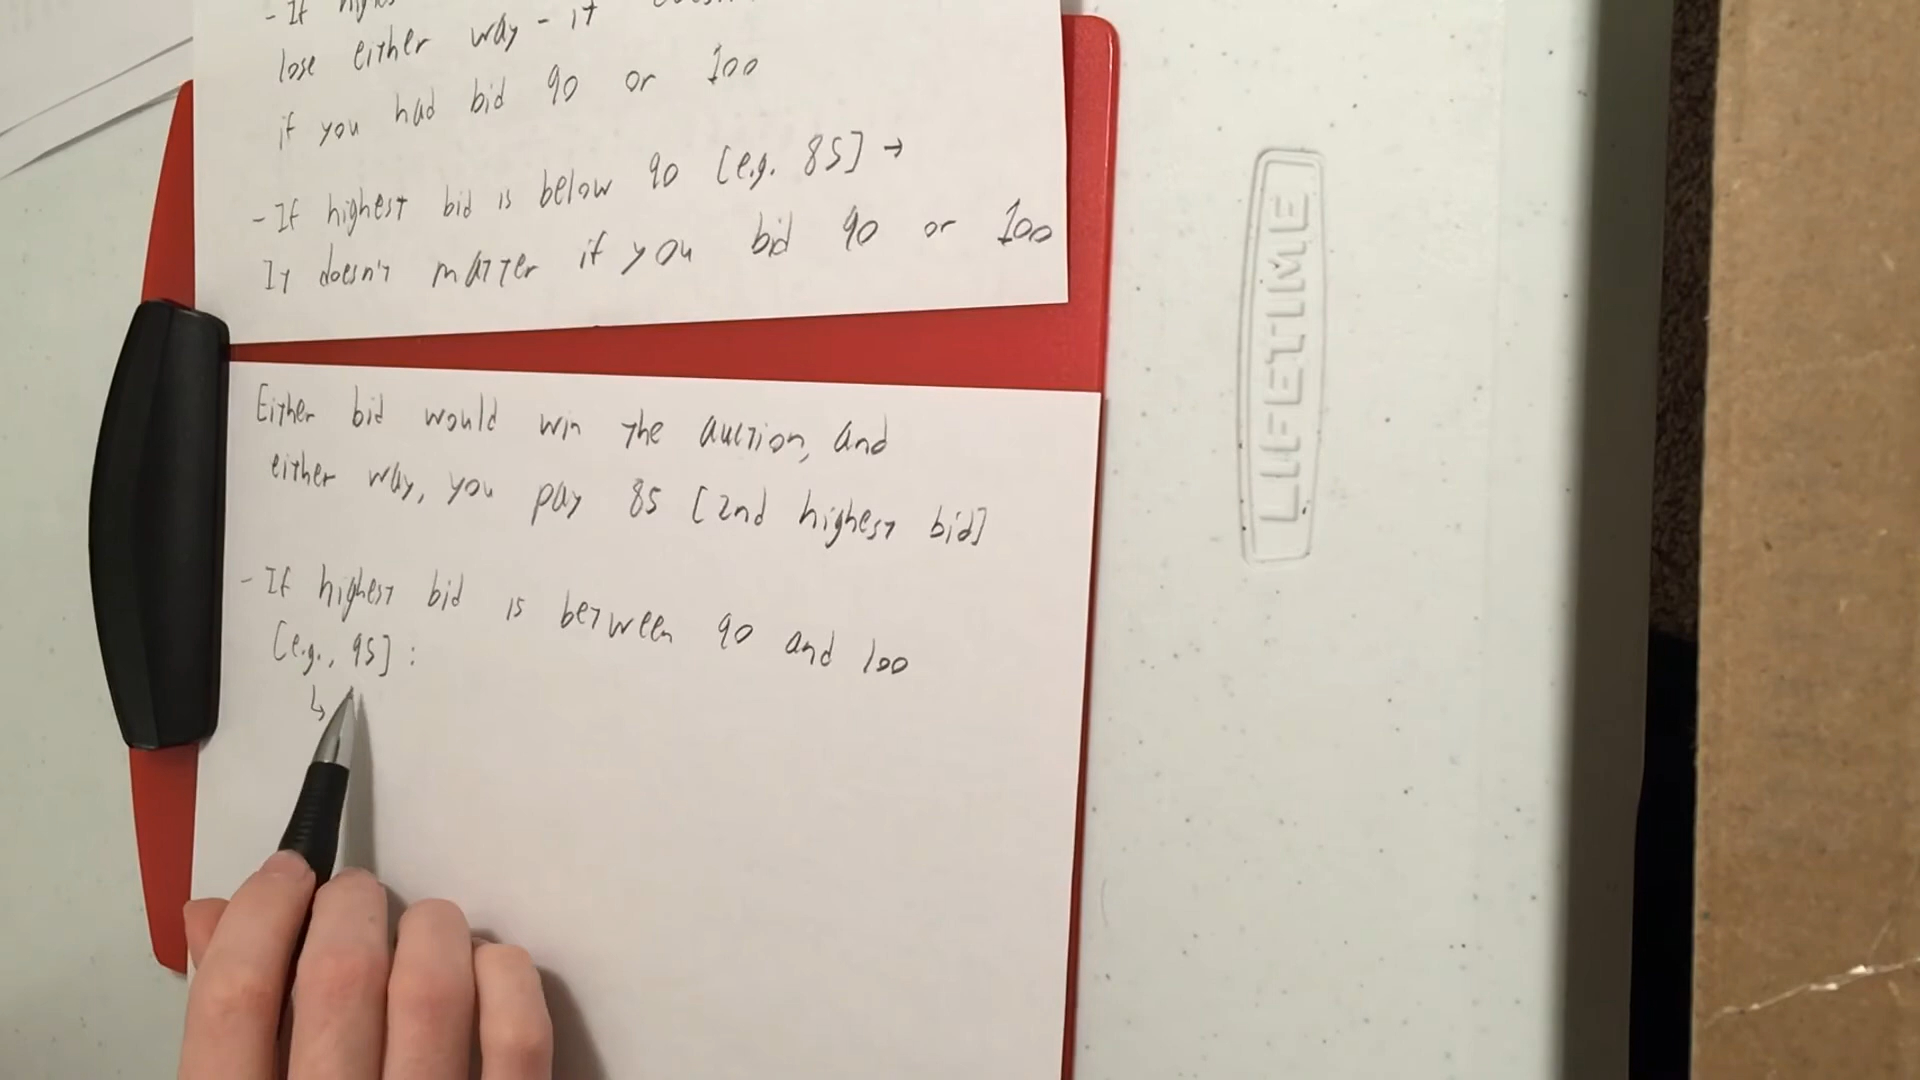 - If
lose either way - it
if you had bid 90 or 100
- If highest bid is below 90 [e.g. 85] →
It doesn't matter if you bid 90 or 100
Either bid would win the auction, and
either way, you pay 85 [2nd highest bid]
- If highest bid is between 90 and 100
[e.g., 95]:
↳
LIFETIME